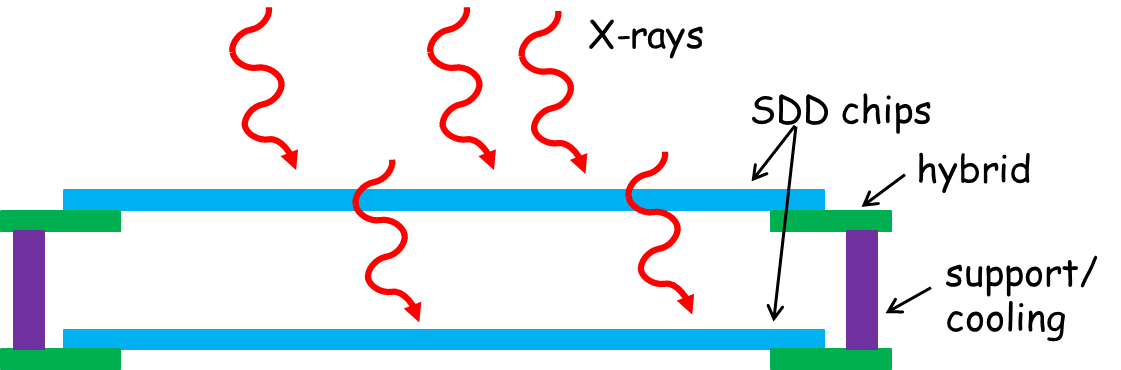 X-rays
SDD chips
hybrid
support/
cooling